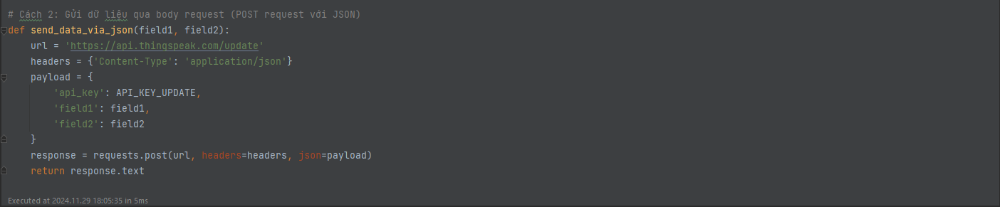 # Cách 2: Gửi dữ liệu qua body request (POST request với JSON)
def send_data_via_json(field1, field2):
    url = 'https://api.thingspeak.com/update'
    headers = {'Content-Type': 'application/json'}
    payload = {
        'api_key': API_KEY_UPDATE,
        'field1': field1,
        'field2': field2
    }
    response = requests.post(url, headers=headers, json=payload)
    return response.text
Executed at 2024.11.29 18:05:35 in 5ms